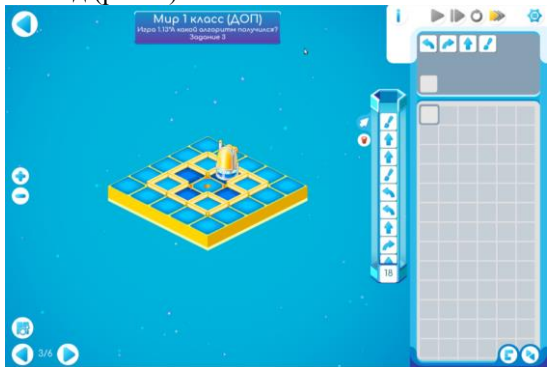 Мир 1 класс (ДОП)
Игра 1.13"А какой алгоритм получился?
Задание 3
i
18
3/6